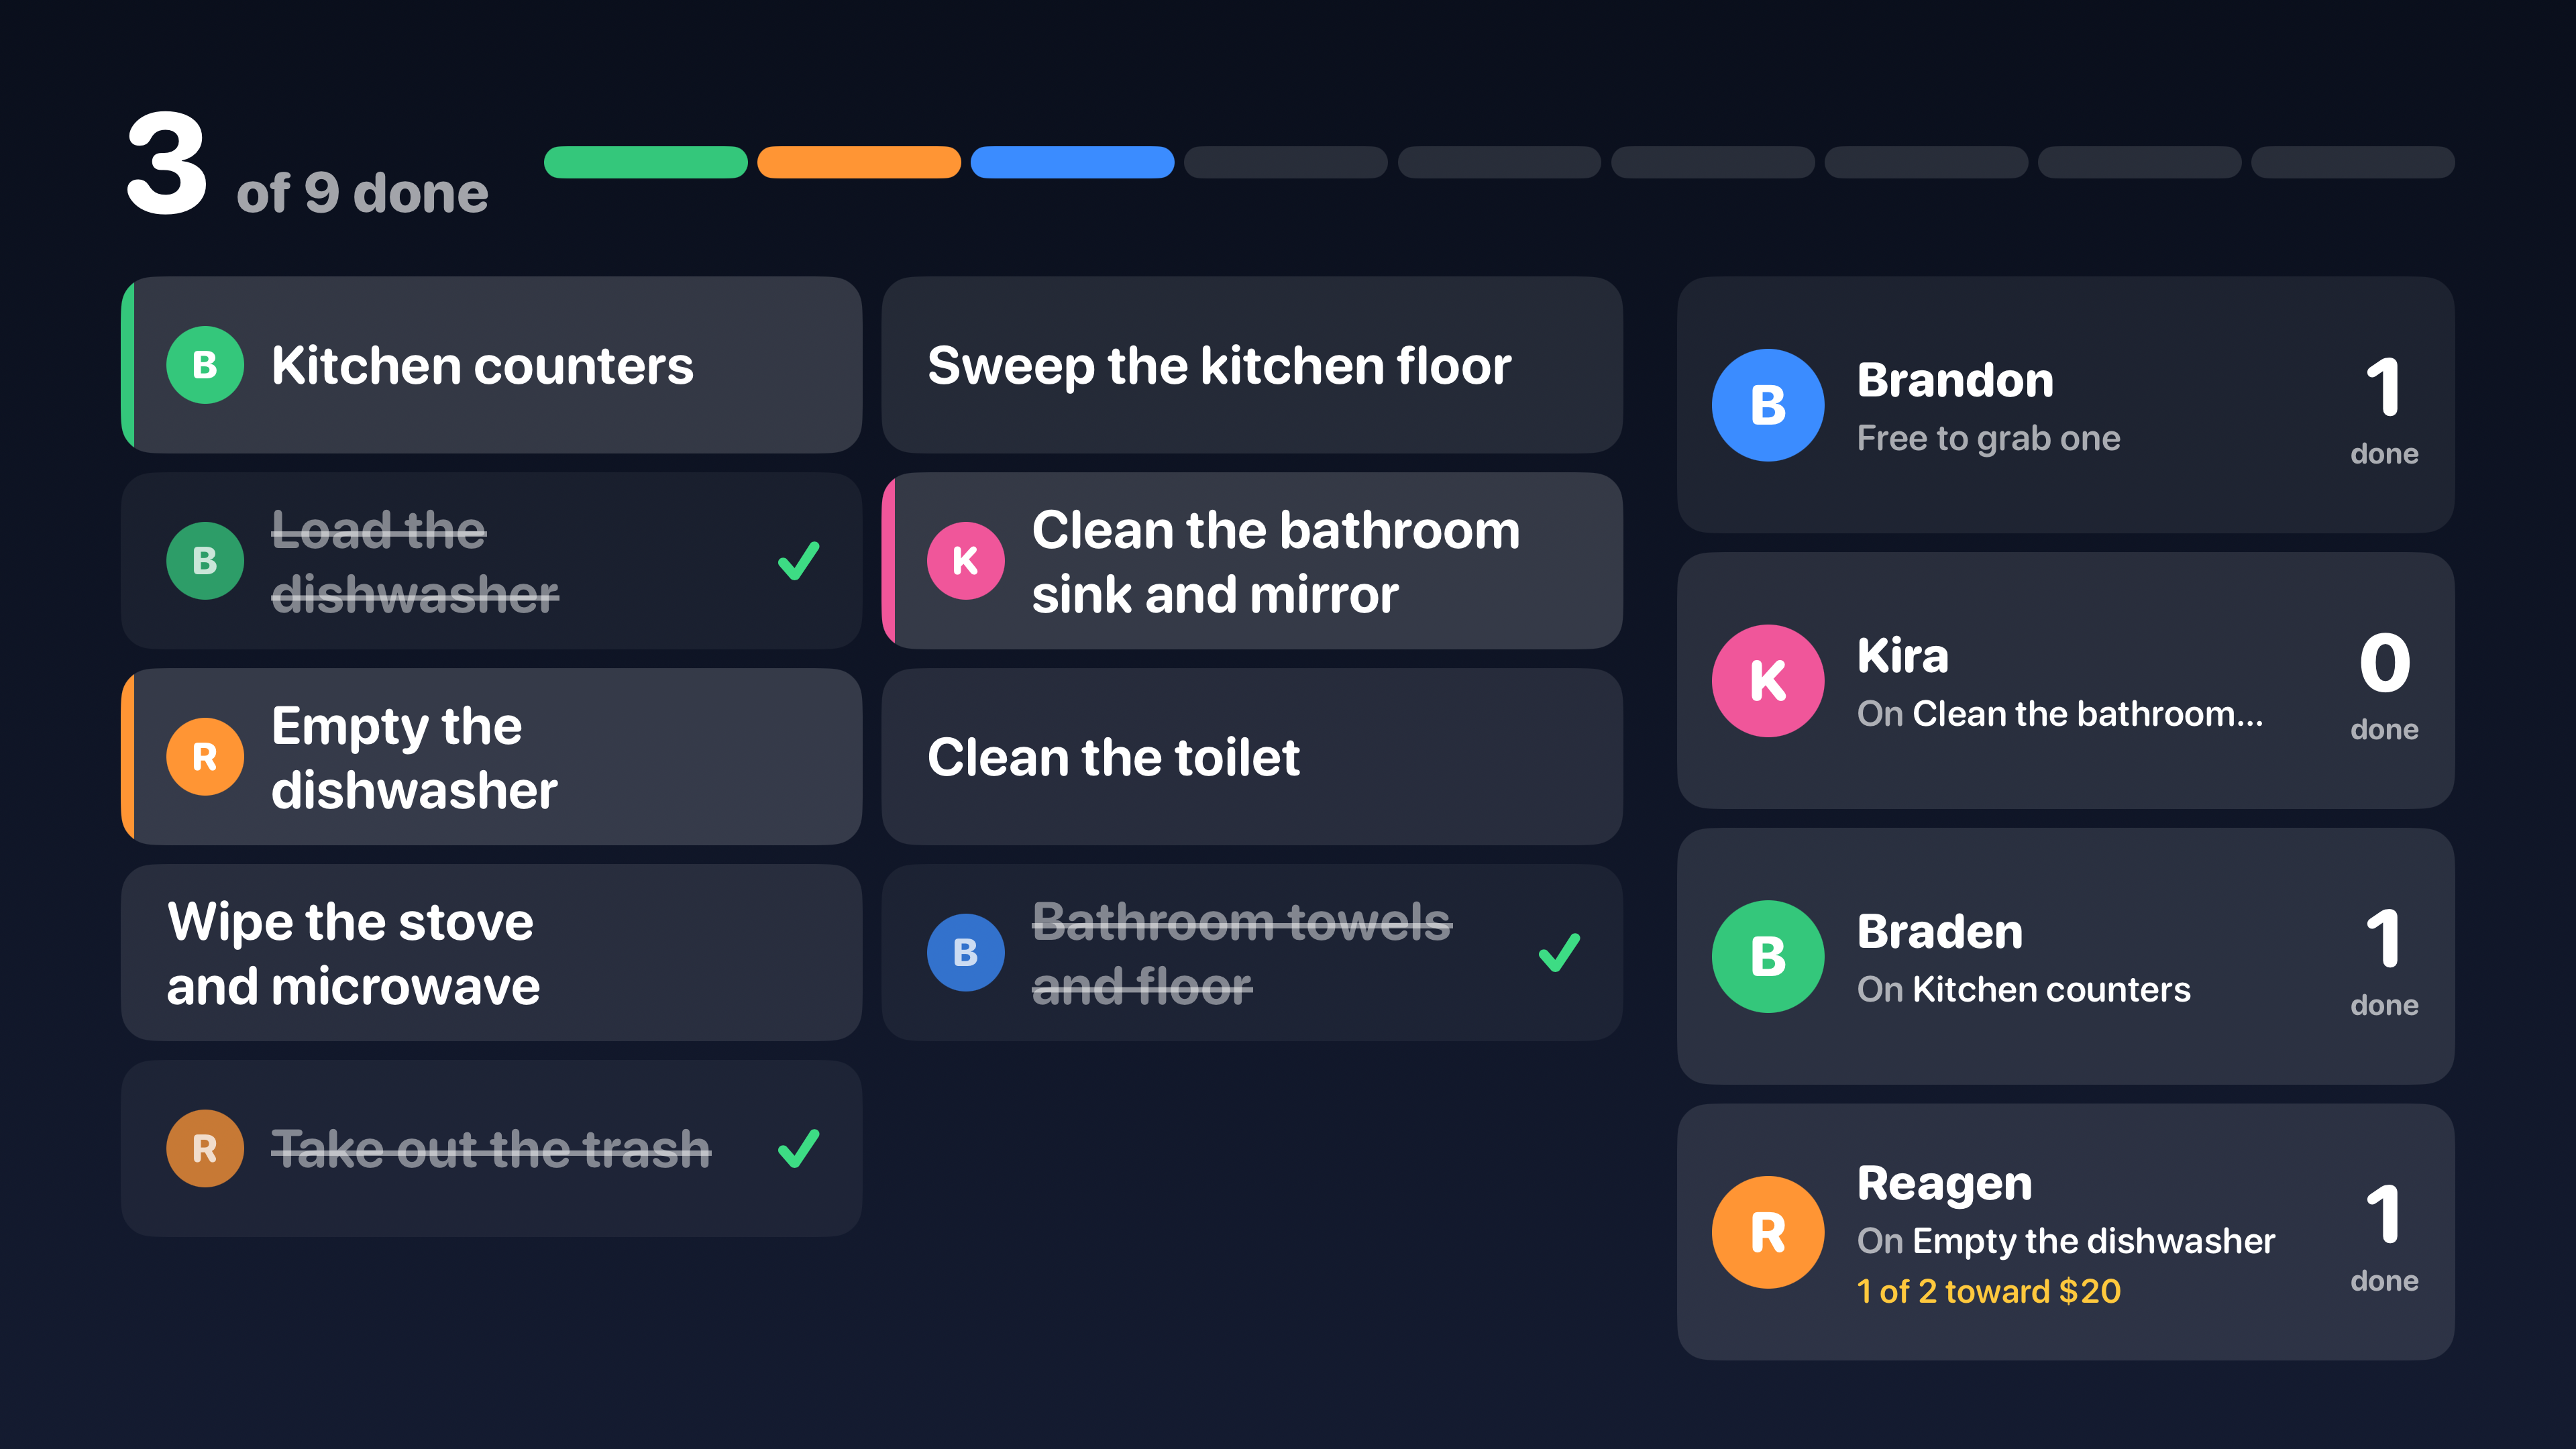 3 of 9 done
B Kitchen counters
B Load the
dishwasher
R Empty the
dishwasher
Wipe the stove
and microwave
R Take out the trash
Sweep the kitchen floor
K Clean the bathroom
sink and mirror
Clean the toilet
B Bathroom towels
and floor
B Brandon
Free to grab one
1
done
K Kira
On Clean the bathroom...
0
done
B Braden
On Kitchen counters
1
done
R Reagen
On Empty the dishwasher
1 of 2 toward $20
1
done